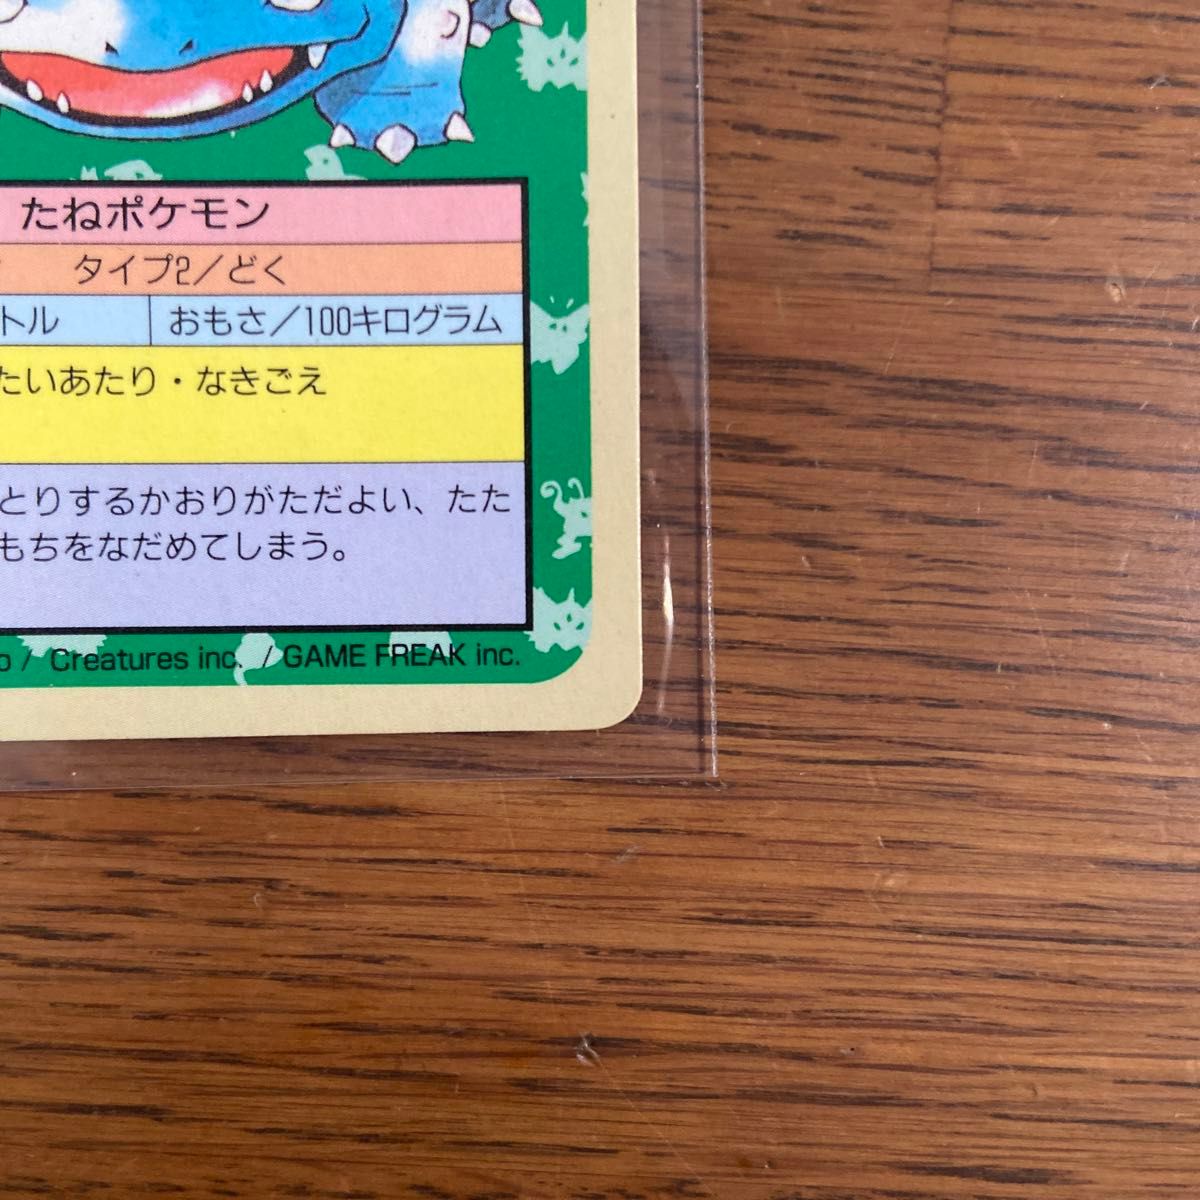 たねポケモン
タイプ2／どく
トル
おもさ／100キログラム
たいあたり・なきごえ
とりするかおりがただよい、たた
もちをなだめてしまう。
o / Creatures inc. / GAME FREAK inc.